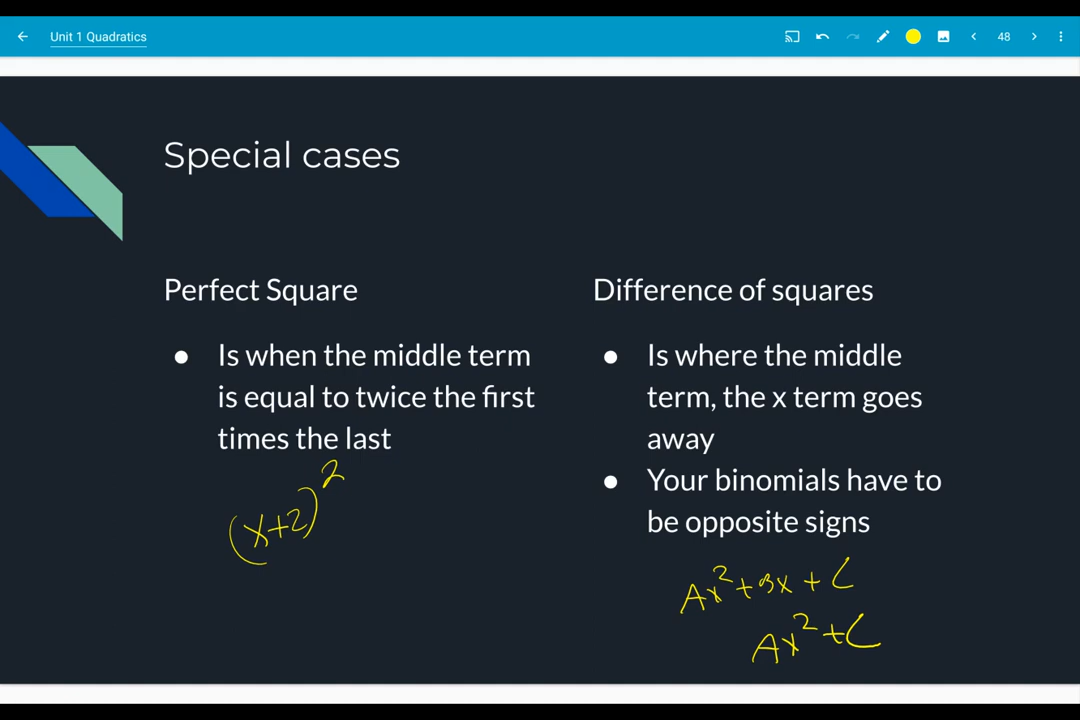 Unit 1 Quadratics
48
Special cases
Perfect Square
● Is when the middle term
is equal to twice the first
times the last
(x+2)²
Difference of squares
● Is where the middle
term, the x term goes
away
● Your binomials have to
be opposite signs
Ax²+Bx + C
Ax²+C